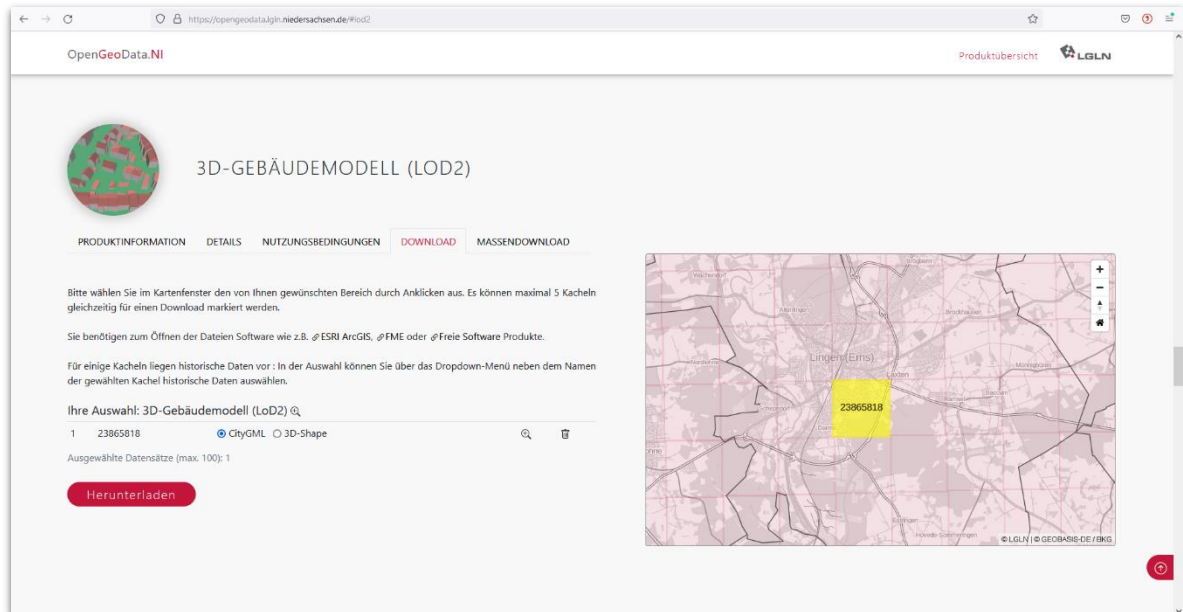 https://opengeodata.lgln.niedersachsen.de/#lod2
OpenGeoData.NI
Produktübersicht
LGLN
3D-GEBÄUDEMODELL (LOD2)
PRODUKTINFORMATION DETAILS NUTZUNGSBEDINGUNGEN DOWNLOAD MASSENDOWNLOAD
Bitte wählen Sie im Kartenfenster den von Ihnen gewünschten Bereich durch Anklicken aus. Es können maximal 5 Kacheln
gleichzeitig für einen Download markiert werden.
Sie benötigen zum Öffnen der Dateien Software wie z.B. ESRI ArcGIS, FME oder Freie Software Produkte.
Für einige Kacheln liegen historische Daten vor : In der Auswahl können Sie über das Dropdown-Menü neben dem Namen
der gewählten Kachel historische Daten auswählen.
Ihre Auswahl: 3D-Gebäudemodell (LoD2)
1 23865818 CityGML 3D-Shape
Ausgewählte Datensätze (max. 100): 1
Herunterladen
+
−
Altenlingen
Brockhausen
Lingen (Ems)
Laxten
23865818
© LGLN | © GEOBASIS-DE / BKG